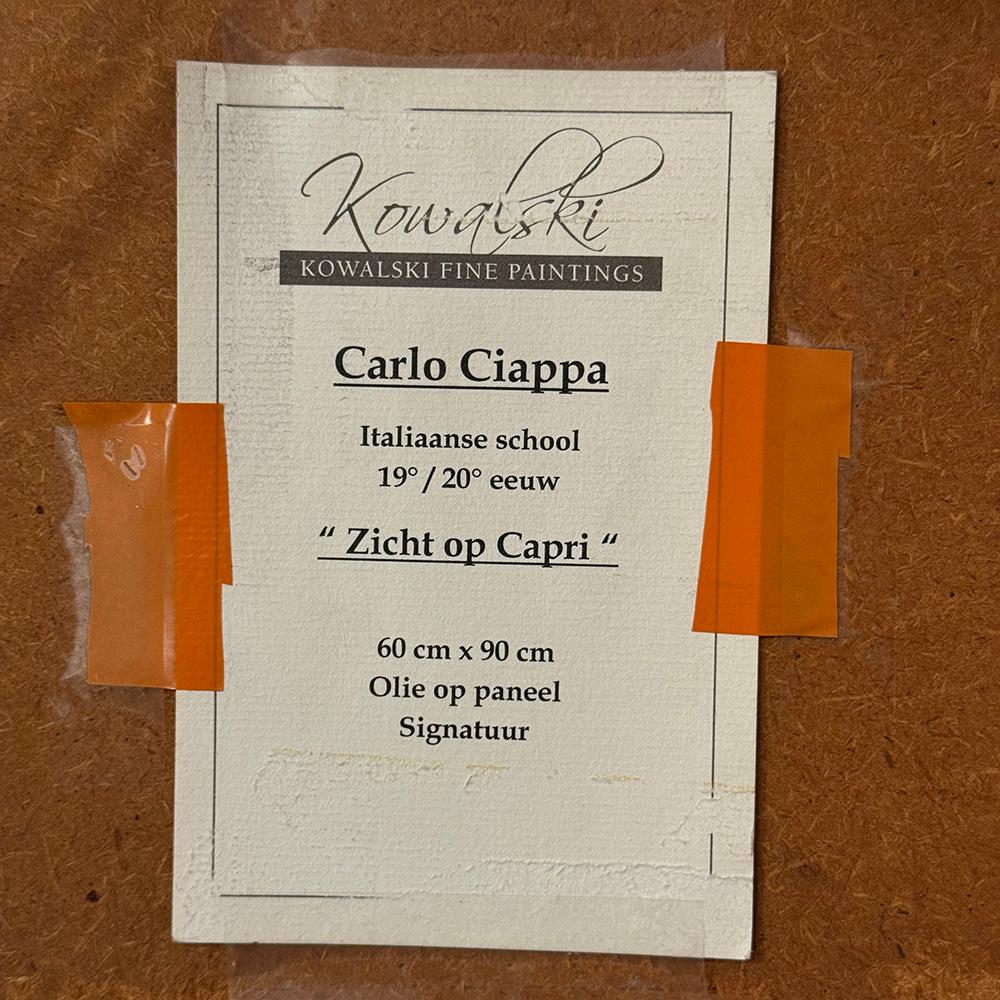 Kowalski
KOWALSKI FINE PAINTINGS
Carlo Ciappa
Italiaanse school
19° / 20° eeuw
“ Zicht op Capri “
60 cm x 90 cm
Olie op paneel
Signatuur